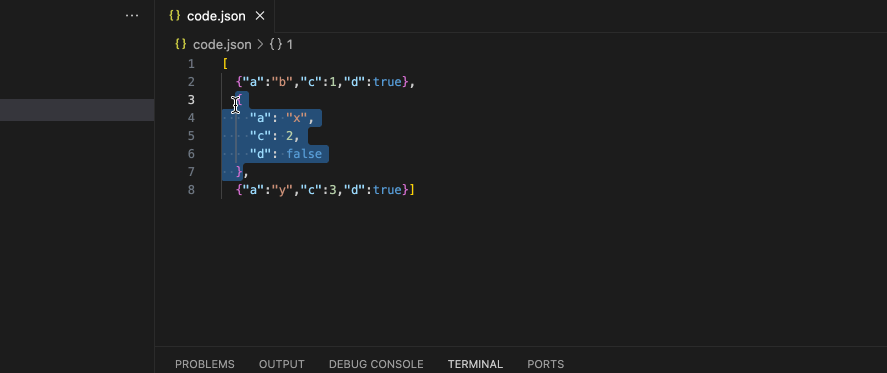 ··· {} code.json ×
{} code.json > {} 1
1 [
2 {"a":"b","c":1,"d":true},
3 {
4 "a": "x",
5 "c": 2,
6 "d": false
7 },
8 {"a":"y","c":3,"d":true}]
PROBLEMS OUTPUT DEBUG CONSOLE TERMINAL PORTS